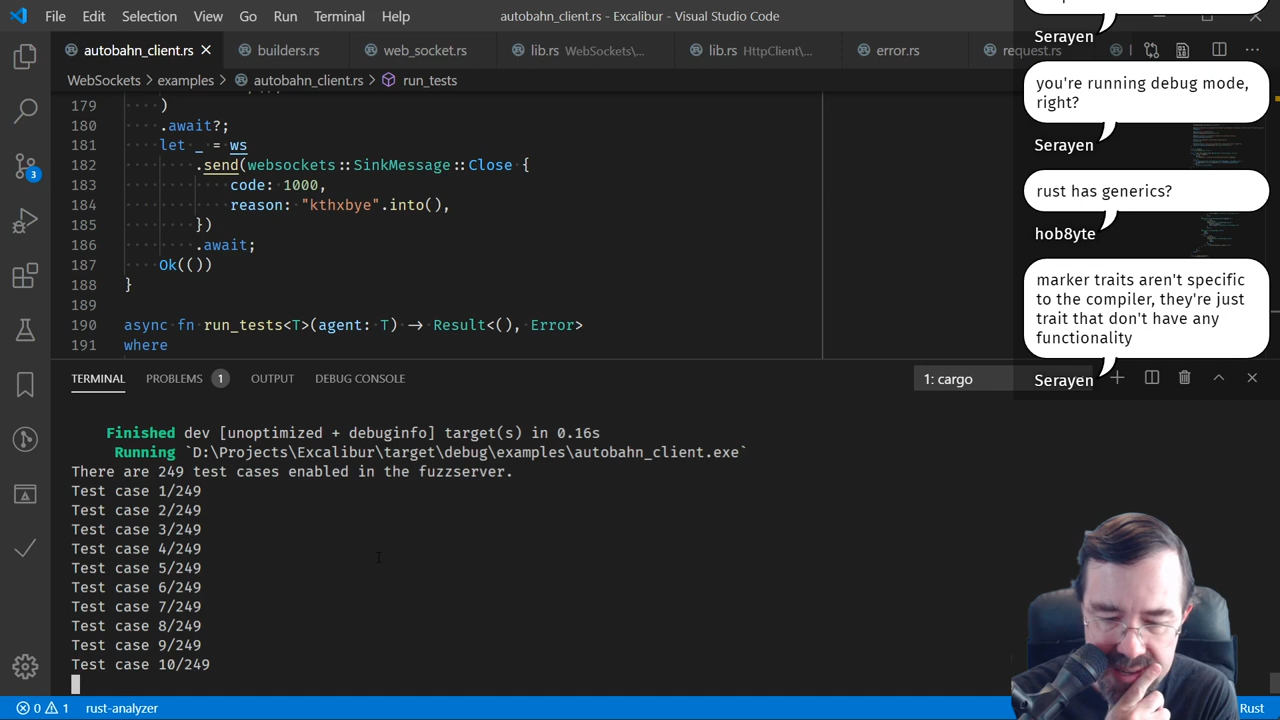 File Edit Selection View Go Run Terminal Help
autobahn_client.rs - Excalibur - Visual Studio Code
autobahn_client.rs
builders.rs
web_socket.rs
lib.rs WebSockets\...
lib.rs HttpClient\...
error.rs
request.rs
WebSockets > examples > autobahn_client.rs > run_tests
179 )
180 .await?;
181 let _ = ws
182 .send(websockets::SinkMessage::Close {
183 code: 1000,
184 reason: "kthxbye".into(),
185 })
186 .await;
187 Ok(())
188 }
189
190 async fn run_tests<T>(agent: T) → Result<(), Error>
191 where
3
Serayen
you're running debug mode,
right?
Serayen
rust has generics?
hob8yte
marker traits aren't specific
to the compiler, they're just
trait that don't have any
functionality
Serayen
TERMINAL PROBLEMS 1 OUTPUT DEBUG CONSOLE
1: cargo
Finished dev [unoptimized + debuginfo] target(s) in 0.16s
Running `D:\Projects\Excalibur\target\debug\examples\autobahn_client.exe`
There are 249 test cases enabled in the fuzzserver.
Test case 1/249
Test case 2/249
Test case 3/249
Test case 4/249
Test case 5/249
Test case 6/249
Test case 7/249
Test case 8/249
Test case 9/249
Test case 10/249
0 1 rust-analyzer
Rust